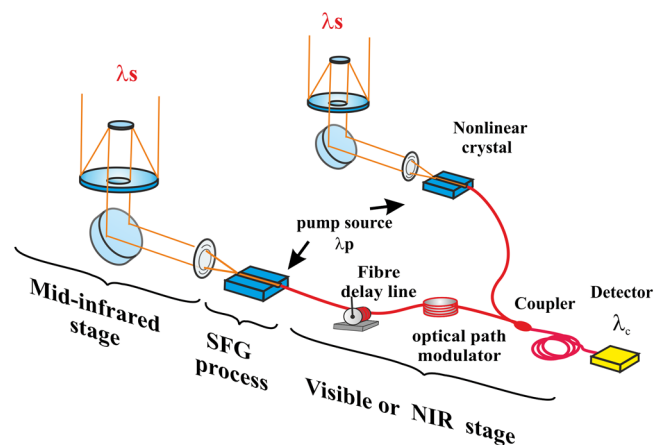 λs
λs
Nonlinear
crystal
pump source
λp
Fibre
delay line
Coupler
Detector
λc
optical path
modulator
Mid-infrared
stage
SFG
process
Visible or NIR stage